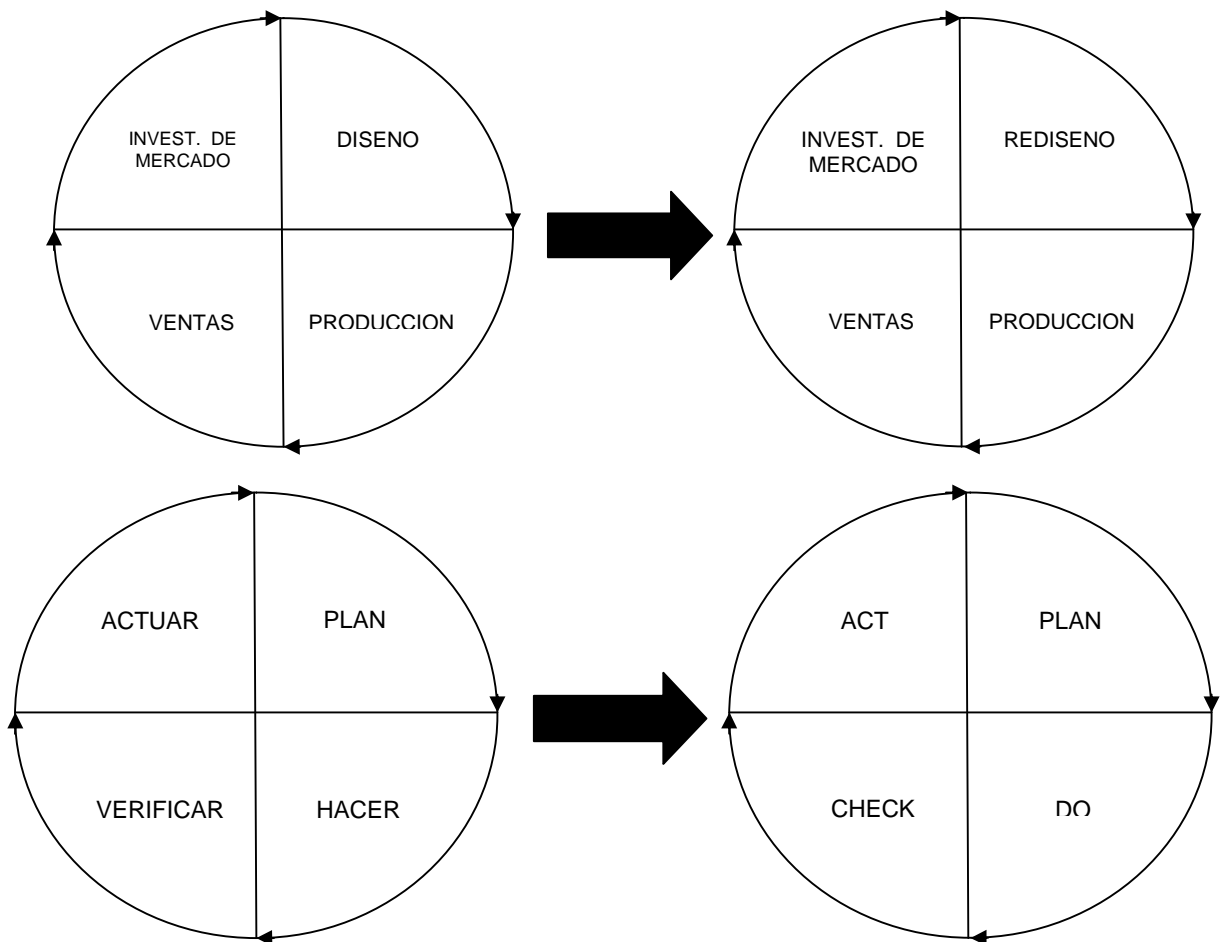 INVEST. DE
MERCADO
DISENO
VENTAS
PRODUCCION
INVEST. DE
MERCADO
REDISENO
VENTAS
PRODUCCION
ACTUAR
PLAN
VERIFICAR
HACER
ACT
PLAN
CHECK
DO